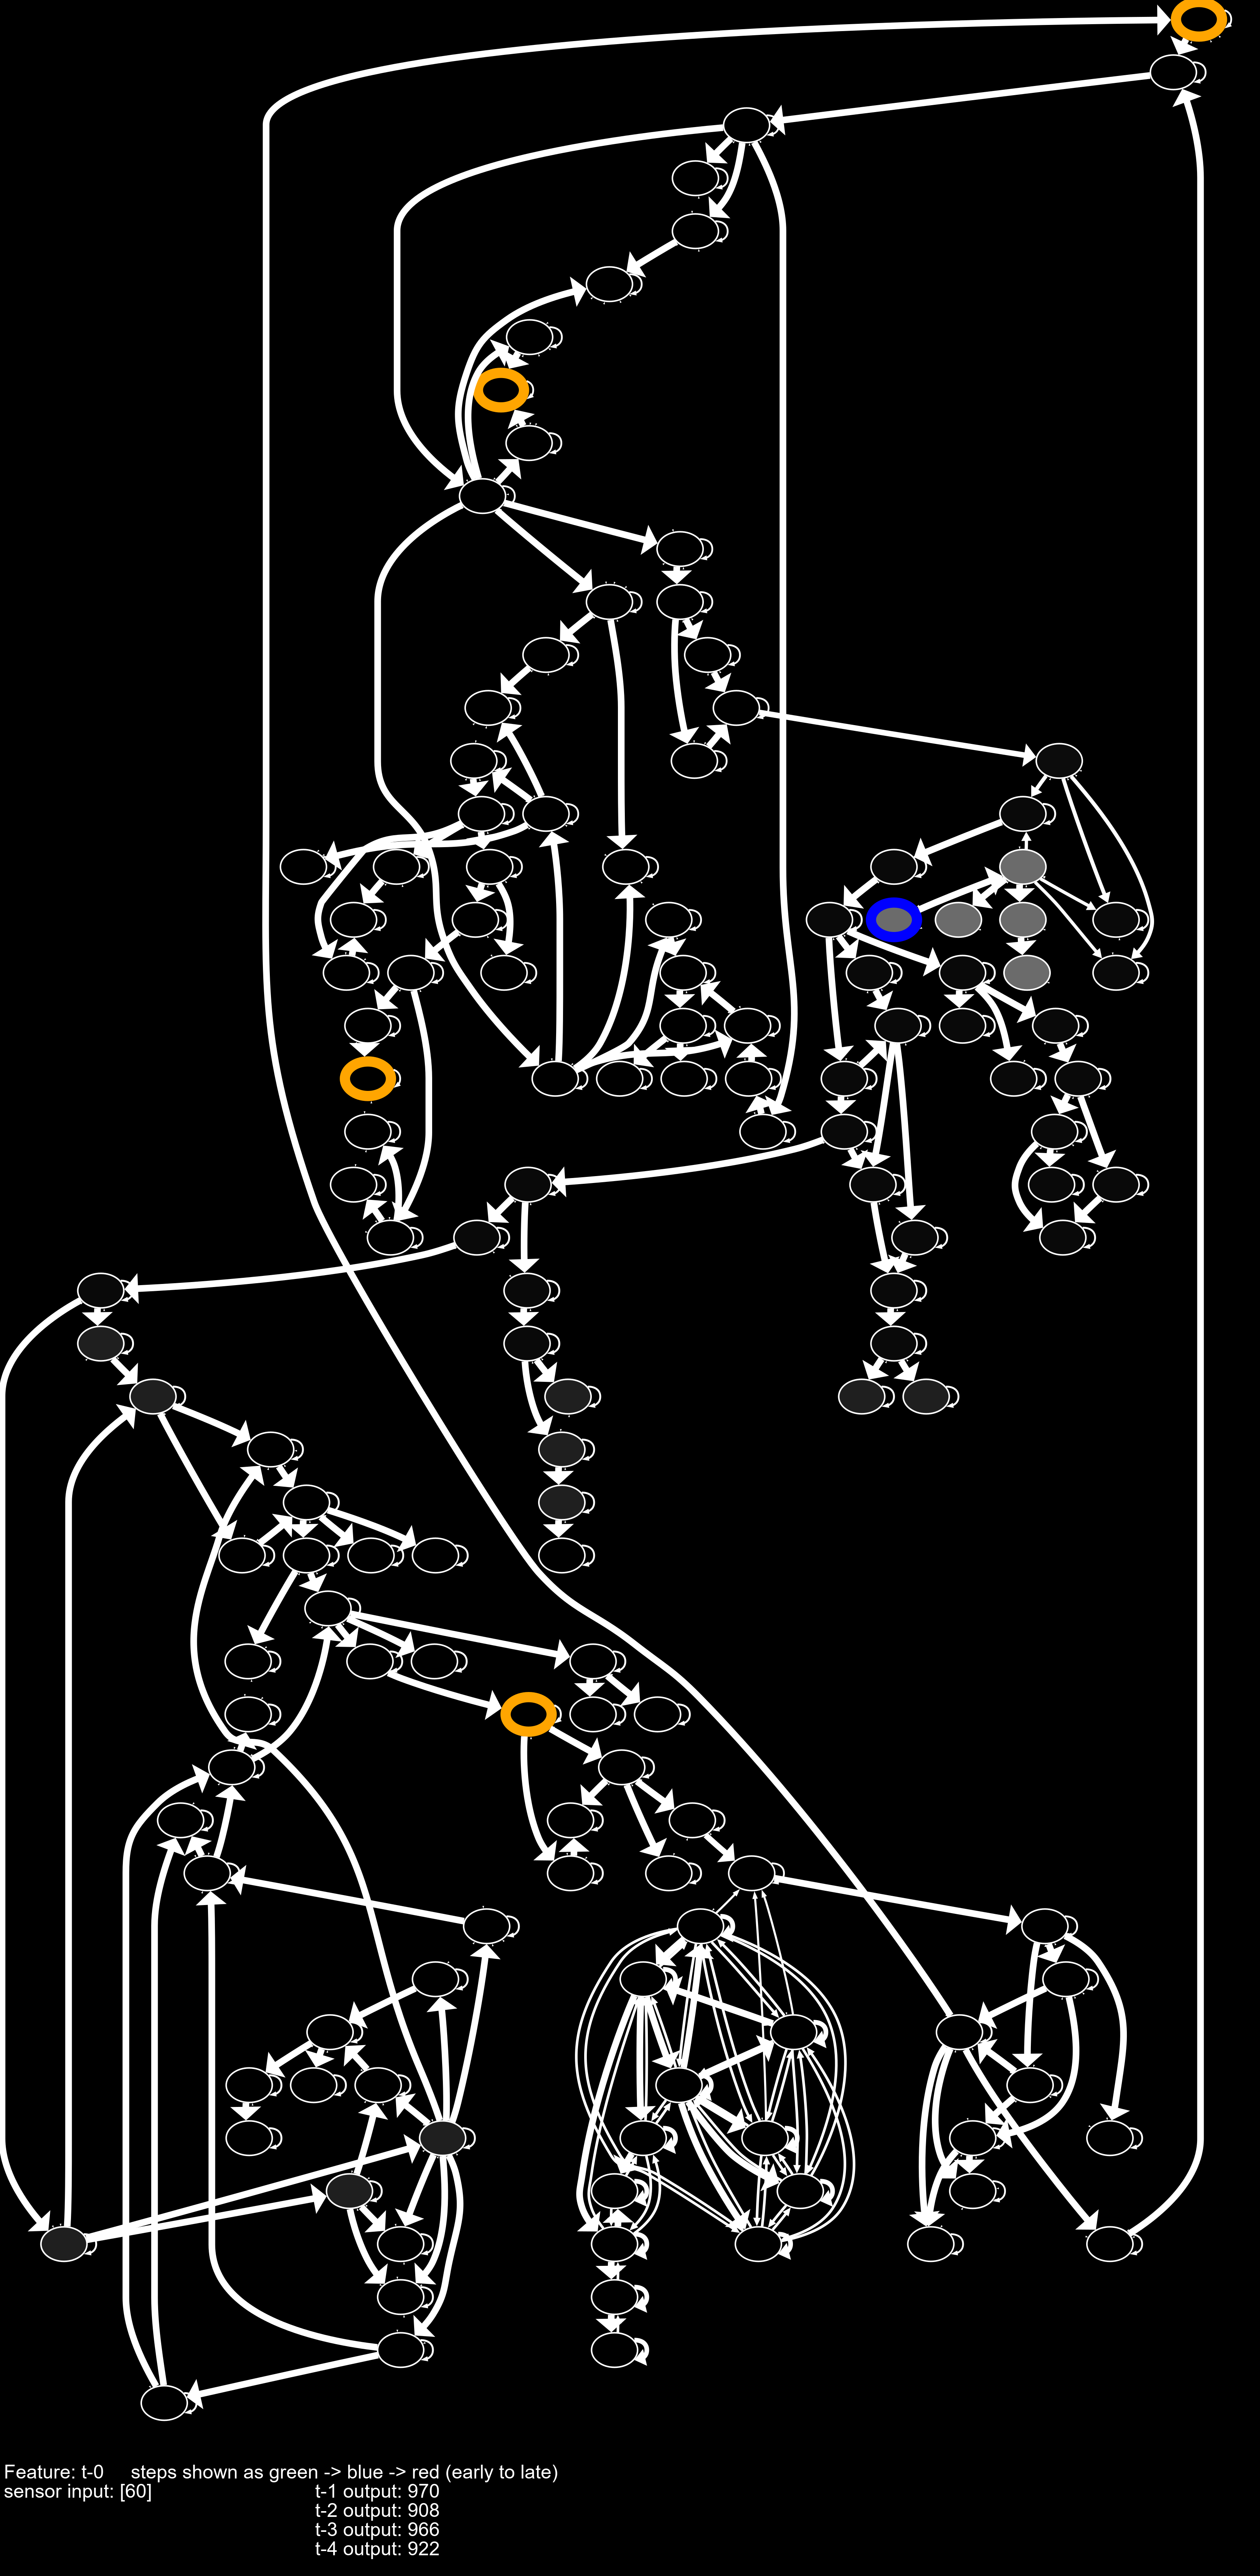 Feature: t-0     steps shown as green -> blue -> red (early to late)
sensor input: [60]     t-1 output: 970
t-2 output: 908
t-3 output: 966
t-4 output: 922